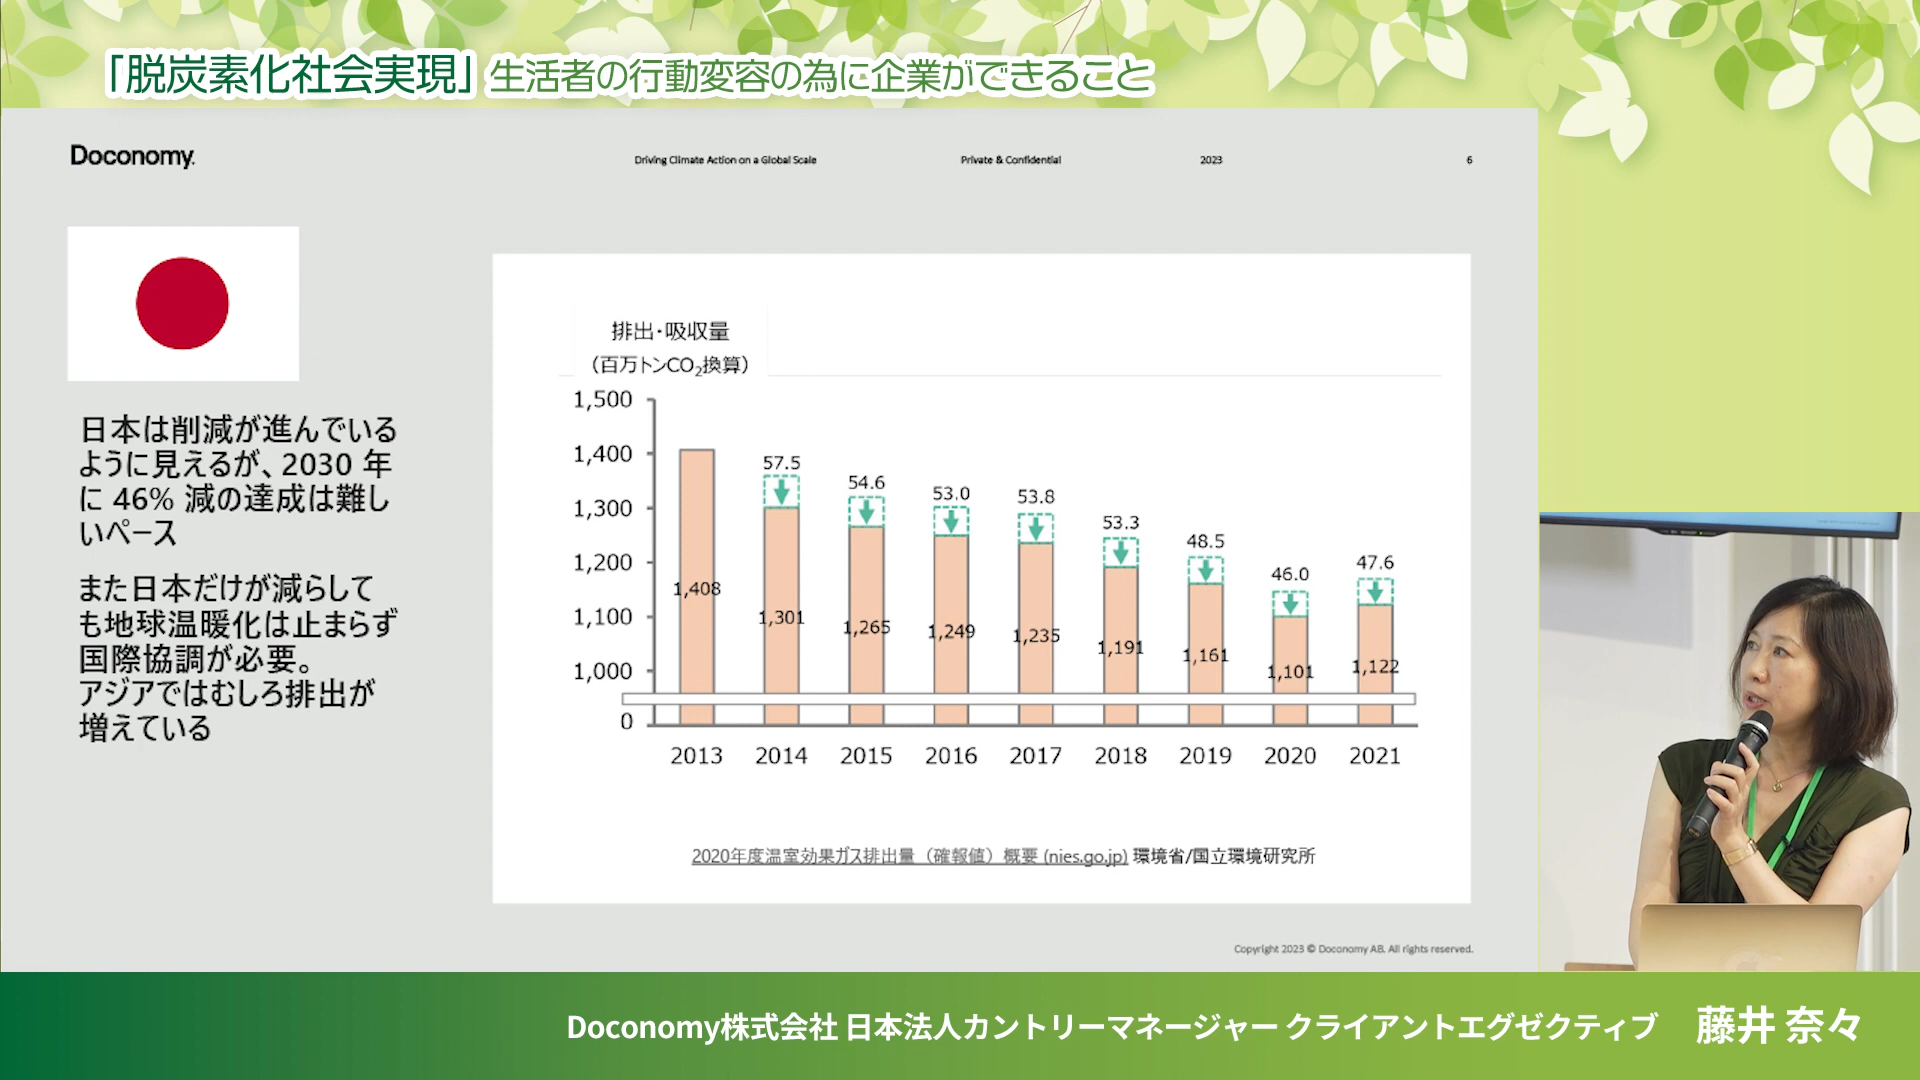 「脱炭素化社会実現」生活者の行動変容の為に企業ができること
Doconomy.
Driving Climate Action on a Global Scale
Private & Confidential
2023
6
日本は削減が進んでいる
ように見えるが、2030 年
に 46% 減の達成は難し
いペース
また日本だけが減らして
も地球温暖化は止まらず
国際協調が必要。
アジアではむしろ排出が
増えている
排出・吸収量
（百万トンCO₂換算）
1,500
1,400
1,300
1,200
1,100
1,000
0
57.5
54.6
53.0
53.8
53.3
48.5
46.0
47.6
1,408
1,301
1,265
1,249
1,235
1,191
1,161
1,101
1,122
2013
2014
2015
2016
2017
2018
2019
2020
2021
2020年度温室効果ガス排出量（確報値）概要 (nies.go.jp) 環境省/国立環境研究所
Copyright 2023 © Doconomy AB. All rights reserved.
Doconomy株式会社 日本法人カントリーマネージャー クライアントエグゼクティブ 藤井 奈々